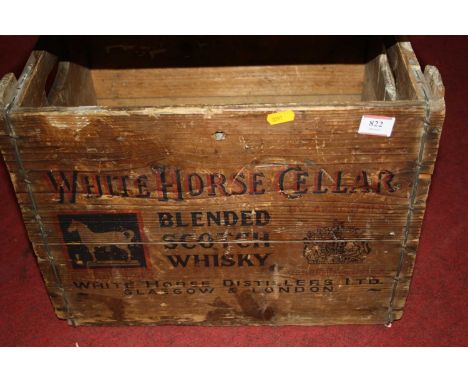 822
WHITE HORSE CELLAR
BLENDED
SCOTCH
WHISKY
WHITE HORSE DISTILLERS LTD.
GLASGOW & LONDON